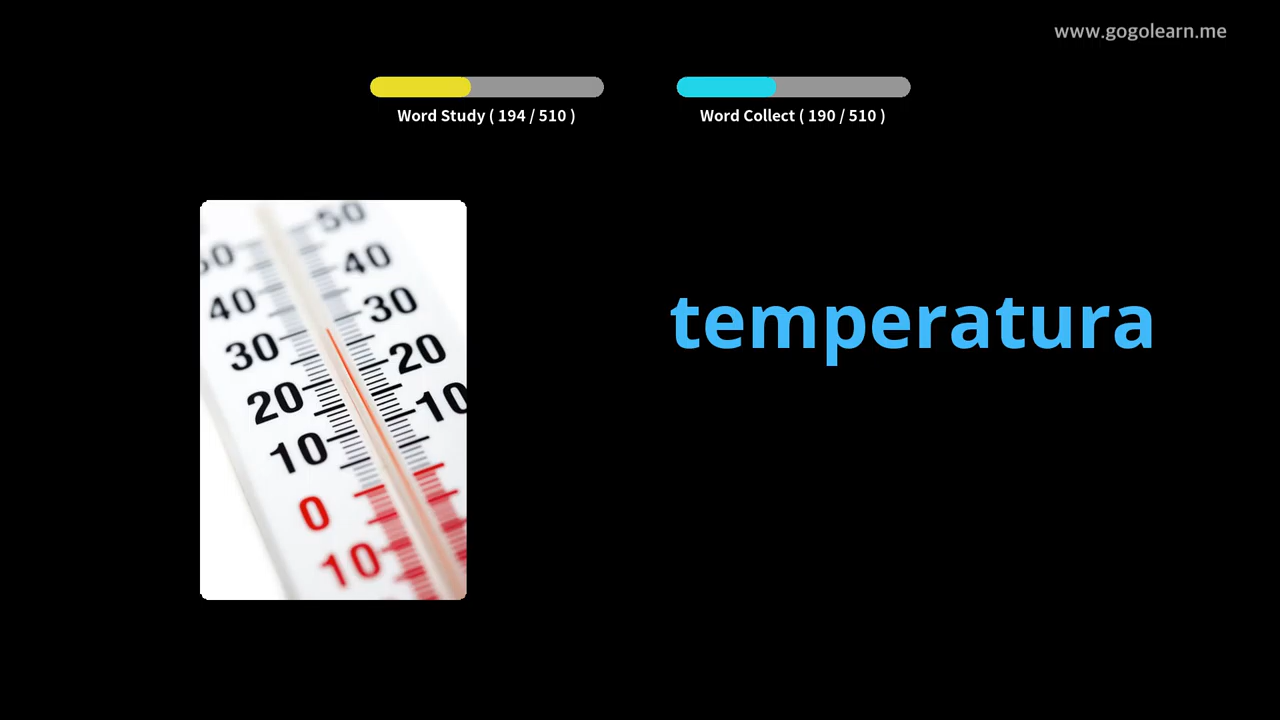 www.gogolearn.me
Word Study ( 194 / 510 )
Word Collect ( 190 / 510 )
temperatura
50
50 40
40 30
30 20
20 10
10
0
10